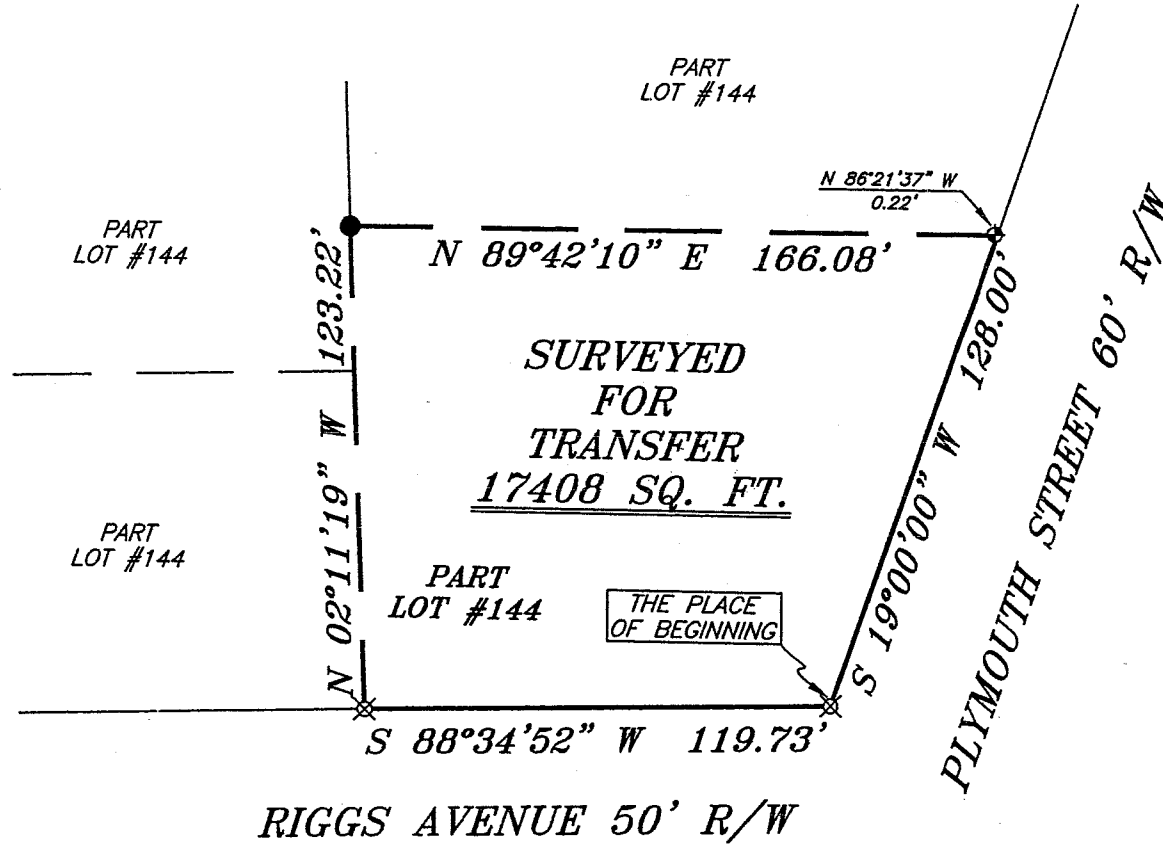 PART
LOT #144
PART
LOT #144
N 86°21'37" W
0.22'
N 89°42'10" E 166.08'
N 02°11'19" W 123.22'
SURVEYED
FOR
TRANSFER
17408 SQ. FT.
S 19°00'00" W 128.00'
PLYMOUTH STREET 60' R/W
PART
LOT #144
PART
LOT #144
THE PLACE
OF BEGINNING
S 88°34'52" W 119.73'
RIGGS AVENUE 50' R/W